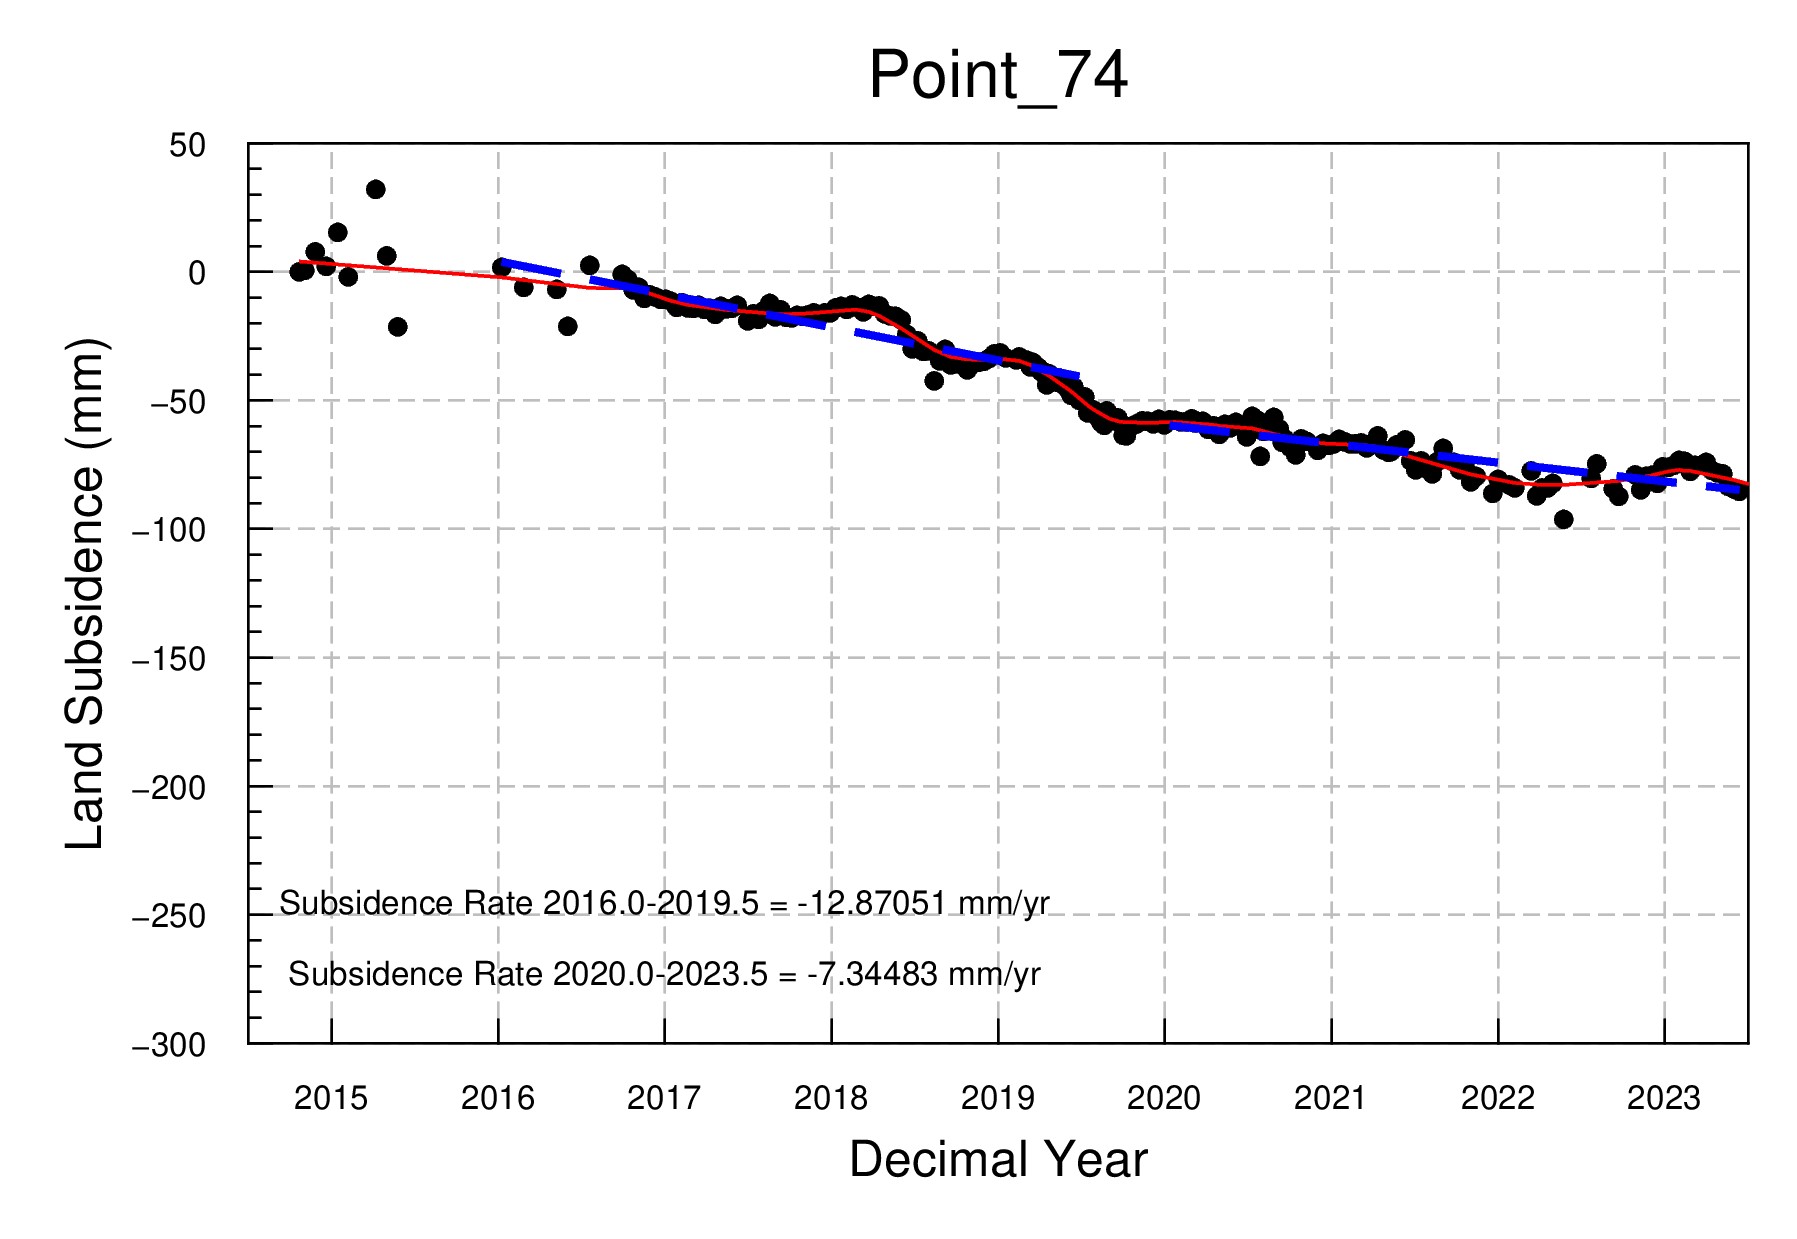 Point_74
Land Subsidence (mm)
50
0
−50
−100
−150
−200
−250
−300
Subsidence Rate 2016.0-2019.5 = -12.87051 mm/yr
Subsidence Rate 2020.0-2023.5 = -7.34483 mm/yr
2015 2016 2017 2018 2019 2020 2021 2022 2023
Decimal Year